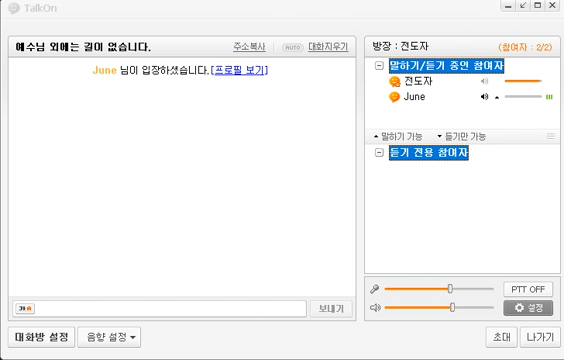 TalkOn
예수님 외에는 길이 없습니다.
주소복사
AUTO
대화지우기
June 님이 입장하셨습니다.[프로필 보기]
방장 : 전도자
(참여자 : 2/2)
말하기/듣기 중인 참여자
전도자
June
말하기 가능
듣기만 가능
듣기 전용 참여자
보내기
PTT OFF
설정
대화방 설정
음향 설정
초대
나가기